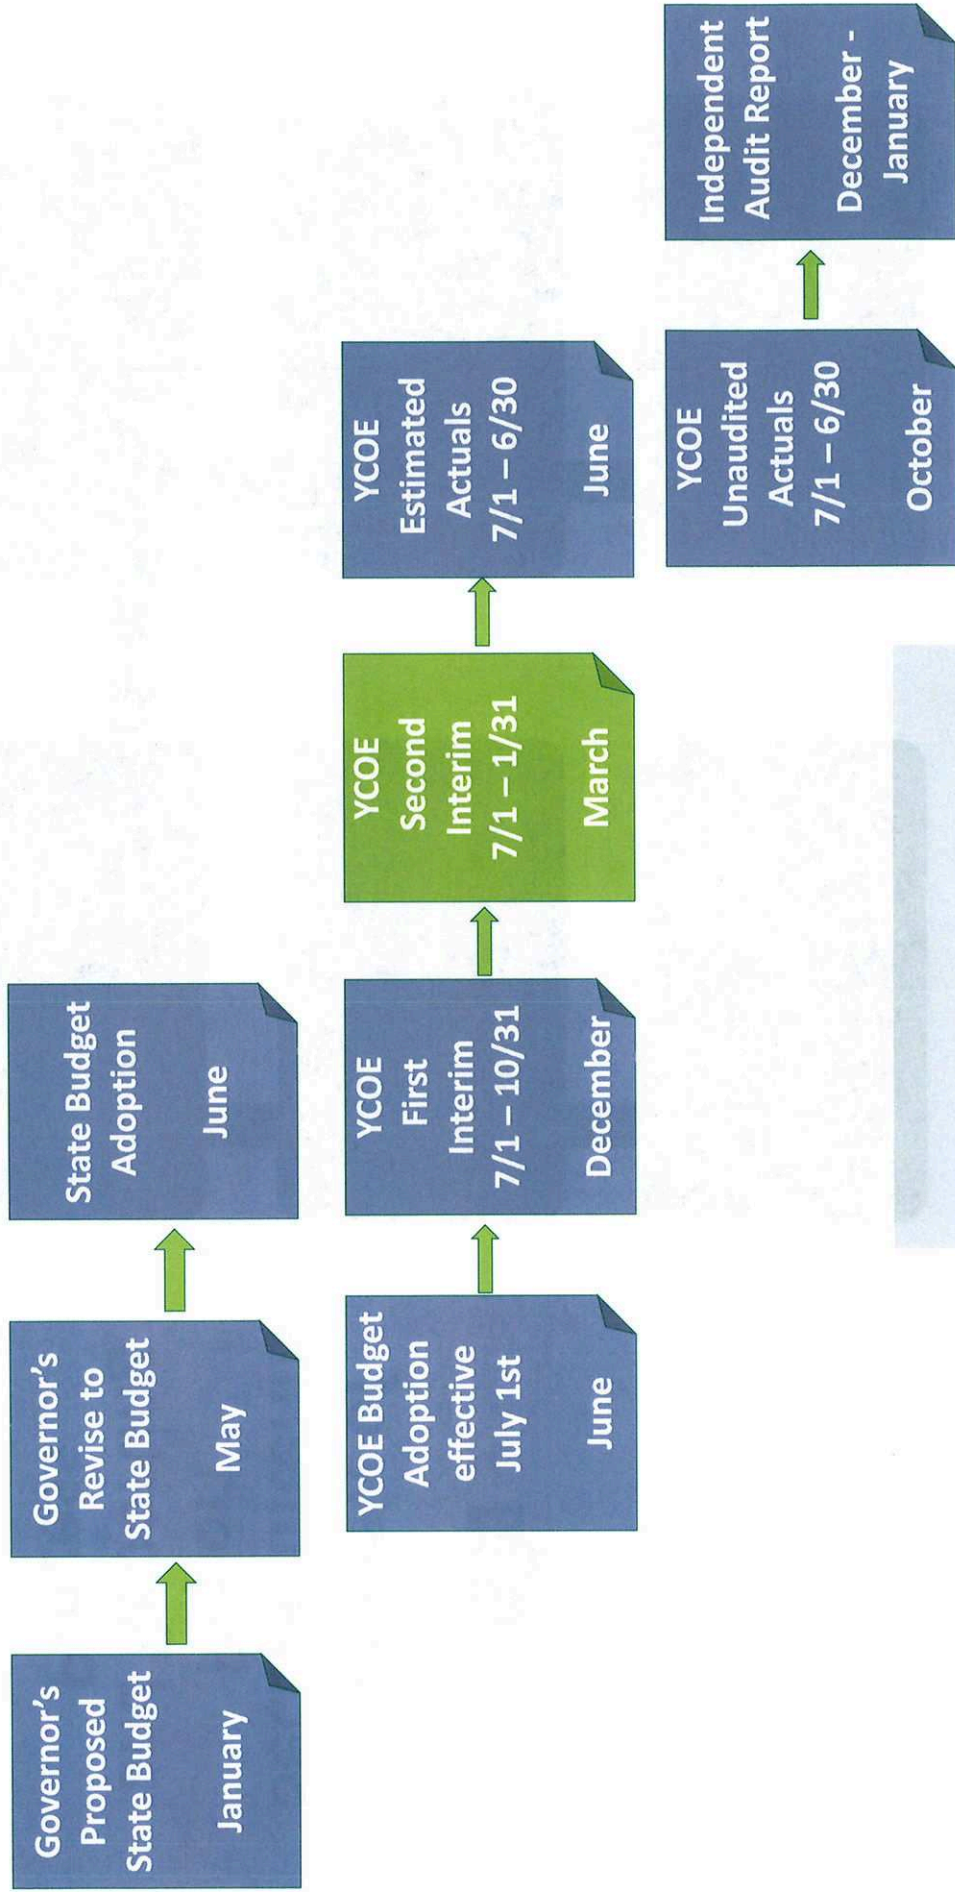 Governor's
Proposed
State Budget
January
Governor's
Revise to
State Budget
May
State Budget
Adoption
June
YCOE Budget
Adoption
effective
July 1st
June
YCOE
First
Interim
7/1 – 10/31
December
YCOE
Second
Interim
7/1 – 1/31
March
YCOE
Estimated
Actuals
7/1 – 6/30
June
YCOE
Unaudited
Actuals
7/1 – 6/30
October
Independent
Audit Report
December -
January